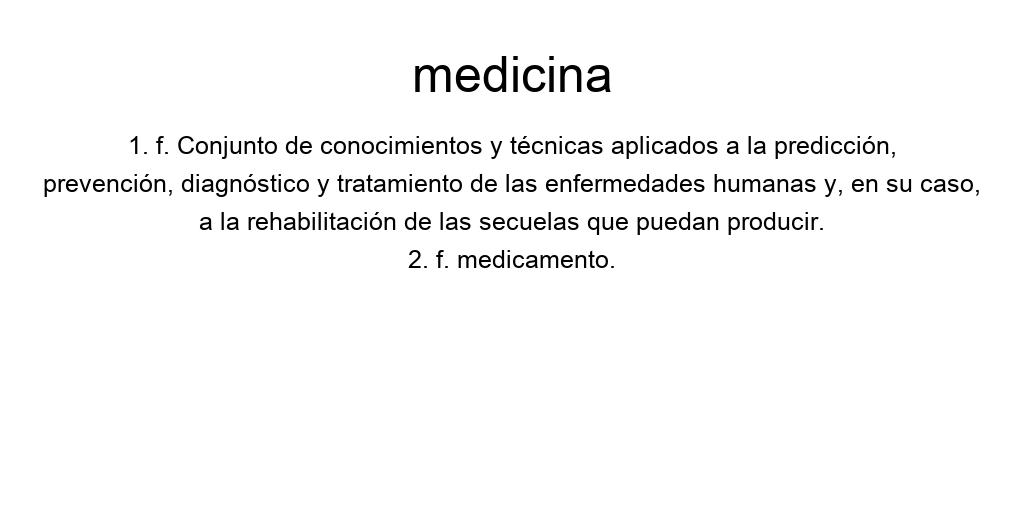 medicina
1. f. Conjunto de conocimientos y técnicas aplicados a la predicción,
prevención, diagnóstico y tratamiento de las enfermedades humanas y, en su caso,
a la rehabilitación de las secuelas que puedan producir.
2. f. medicamento.